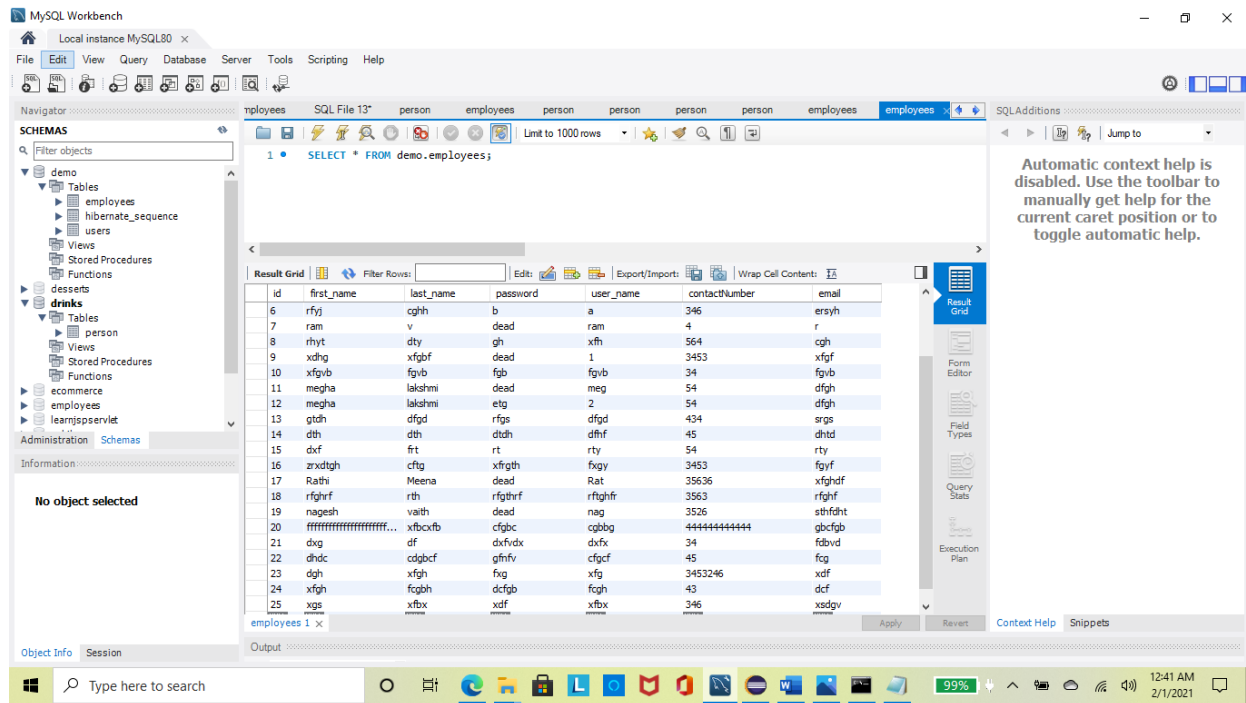 MySQL Workbench
Local instance MySQL80
File Edit View Query Database Server Tools Scripting Help
Navigator
SCHEMAS
Filter objects
demo
Tables
employees
hibernate_sequence
users
Views
Stored Procedures
Functions
desserts
drinks
Tables
person
Views
Stored Procedures
Functions
ecommerce
employees
learnjspservlet
Administration Schemas
Information
No object selected
Object Info Session
mployees SQL File 13* person employees person person person person employees employees
Limit to 1000 rows
1 SELECT * FROM demo.employees;
Result Grid Filter Rows: Edit: Export/Import: Wrap Cell Content:
id first_name last_name password user_name contactNumber email
6 rfyj cghh b a 346 ersyh
7 ram v dead ram 4 r
8 rhyt dty gh xfh 564 cgh
9 xdhg xfgbf dead 1 3453 xfgf
10 xfgvb fgvb fgb fgvb 34 fgvb
11 megha lakshmi dead meg 54 dfgh
12 megha lakshmi etg 2 54 dfgh
13 gtdh dfgd rfgs dfgd 434 srgs
14 dth dth dtdh dfhf 45 dhtd
15 dxf frt rt rty 54 rty
16 zrxdtgh cftg xfrgth fxgy 3453 fgyf
17 Rathi Meena dead Rat 35636 xfghdf
18 rfghrf rth rfgthrf rftghfr 3563 rfghf
19 nagesh vaith dead nag 3526 sthfdht
20 ffffffffffffffffffffff... xfbcxfb cfgbc cgbbg 444444444444 gbcfgb
21 dxg df dxfvdx dxfx 34 fdbvd
22 dhdc cdgbcf gfnfv cfgcf 45 fcg
23 dgh xfgh fxg xfg 3453246 xdf
24 xfgh fcgbh dcfgb fcgh 43 dcf
25 xgs xfbx xdf xfbx 346 xsdgv
employees 1
Apply Revert
Output
Result Grid
Form Editor
Field Types
Query Stats
Execution Plan
SQLAdditions
Jump to
Automatic context help is
disabled. Use the toolbar to
manually get help for the
current caret position or to
toggle automatic help.
Context Help Snippets
Type here to search
99%
12:41 AM
2/1/2021